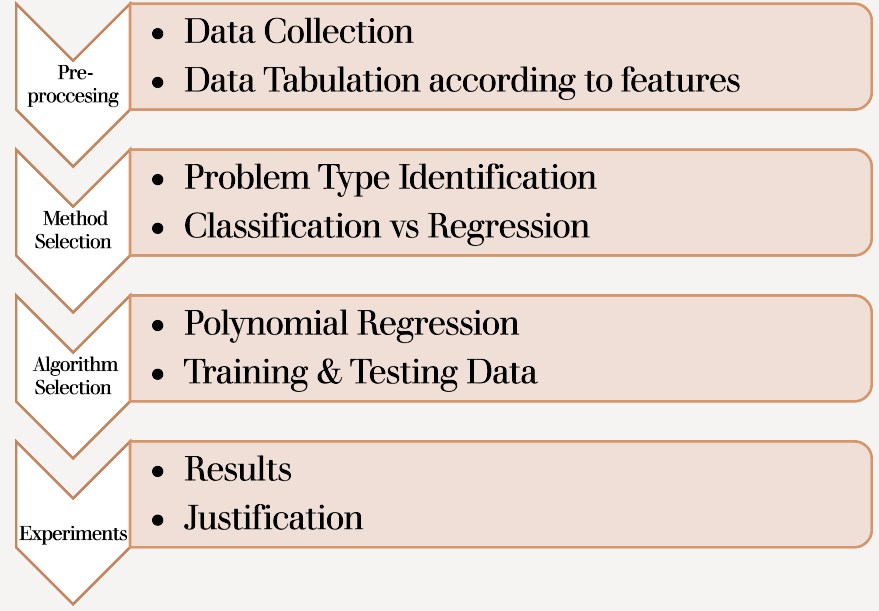 Pre-
proccesing
• Data Collection
• Data Tabulation according to features
Method
Selection
• Problem Type Identification
• Classification vs Regression
Algorithm
Selection
• Polynomial Regression
• Training & Testing Data
Experiments
• Results
• Justification